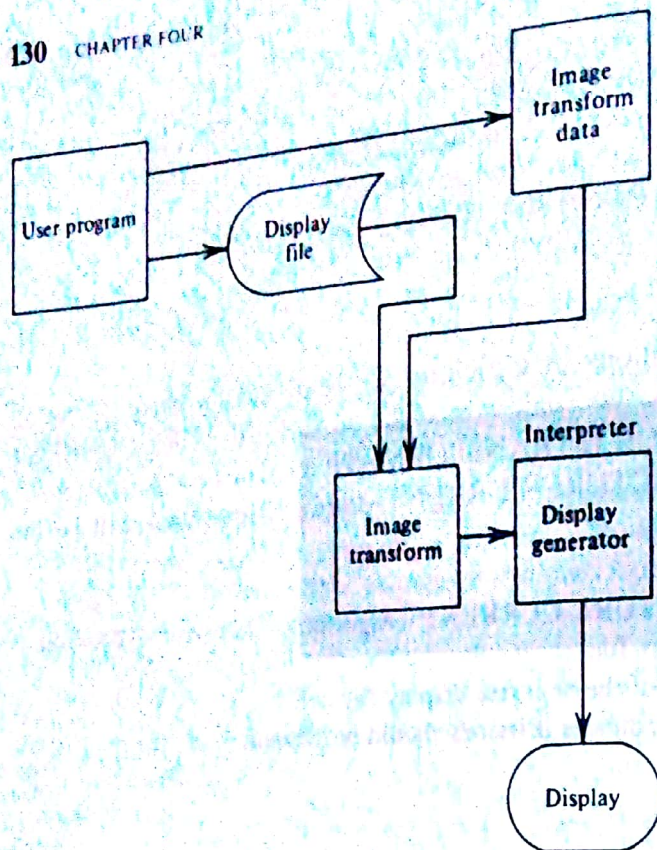 130 CHAPTER FOUR
Image
transform
data
User program
Display
file
Interpreter
Image
transform
Display
generator
Display